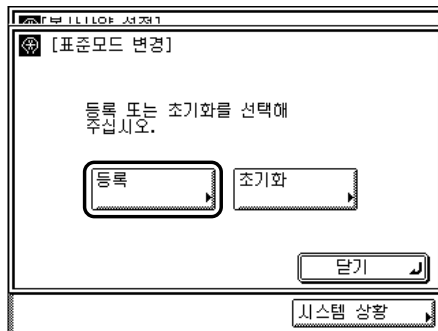 [표준모드 변경]
등록 또는 초기화를 선택해
주십시오.
등록
초기화
닫기
시스템 상황